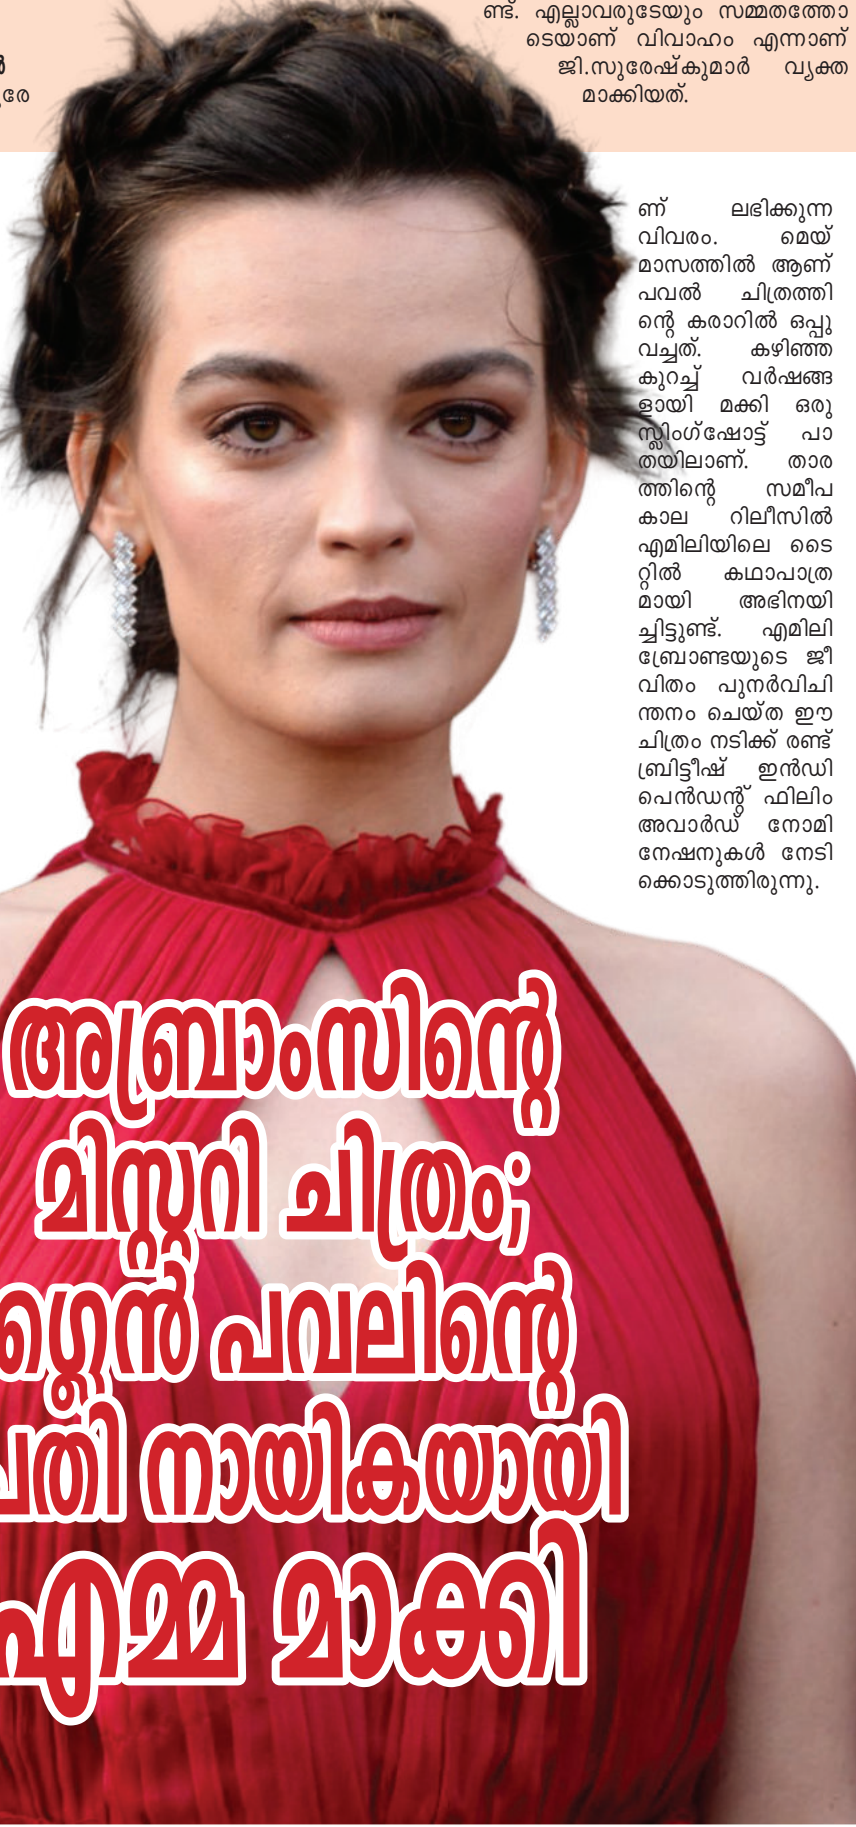 ണ്ട്. എല്ലാവരുടേയും സമ്മതത്തോ
ടെയാണ് വിവാഹം എന്നാണ്
ജി.സുരേഷ്കുമാർ വ്യക്ത
മാക്കിയത്.
ണ് ലഭിക്കുന്ന
വിവരം. മെയ്
മാസത്തിൽ ആണ്
പവൽ ചിത്രത്തി
ന്റെ കരാറിൽ ഒപ്പു
വച്ചത്. കഴിഞ്ഞ
കുറച്ച് വർഷങ്ങ
ളായി മക്കി ഒരു
സ്ലിംഗ്ഷോട്ട് പാ
തയിലാണ്. താര
ത്തിന്റെ സമീപ
കാല റിലീസിൽ
എമിലിയിലെ ടൈ
റ്റിൽ കഥാപാത്ര
മായി അഭിനയി
ച്ചിട്ടുണ്ട്. എമിലി
ബ്രോണ്ടയുടെ ജീ
വിതം പുനർവിചി
ന്തനം ചെയ്ത ഈ
ചിത്രം നടിക്ക് രണ്ട്
ബ്രിട്ടീഷ് ഇൻഡി
പെൻഡന്റ് ഫിലിം
അവാർഡ് നോമി
നേഷനുകൾ നേടി
ക്കൊടുത്തിരുന്നു.
അബ്രാംസിന്റെ
മിസ്റ്ററി ചിത്രം;
ഗ്ലെൻ പവലിന്റെ
നായികയായി
എമ്മ മാക്കി